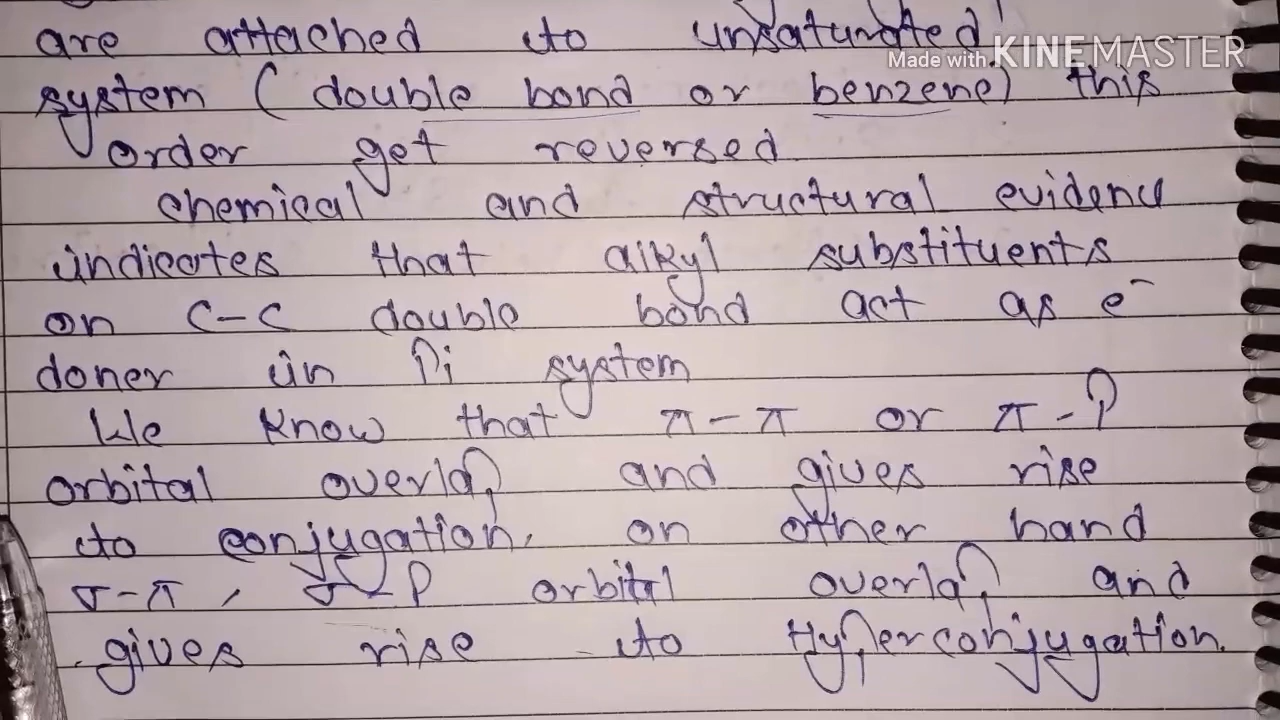 are attached to unsaturated
Made with KINEMASTER
system ( double bond or benzene) this
order get reversed
chemical and structural evidence
indicates that alkyl substituents
on C-C double bond act as e⁻
doner in Pi system
We know that π-π or π-P
orbital overlap and gives rise
to conjugation, on other hand
σ-π, σ-P orbital overlap and
gives rise to Hyperconjugation.